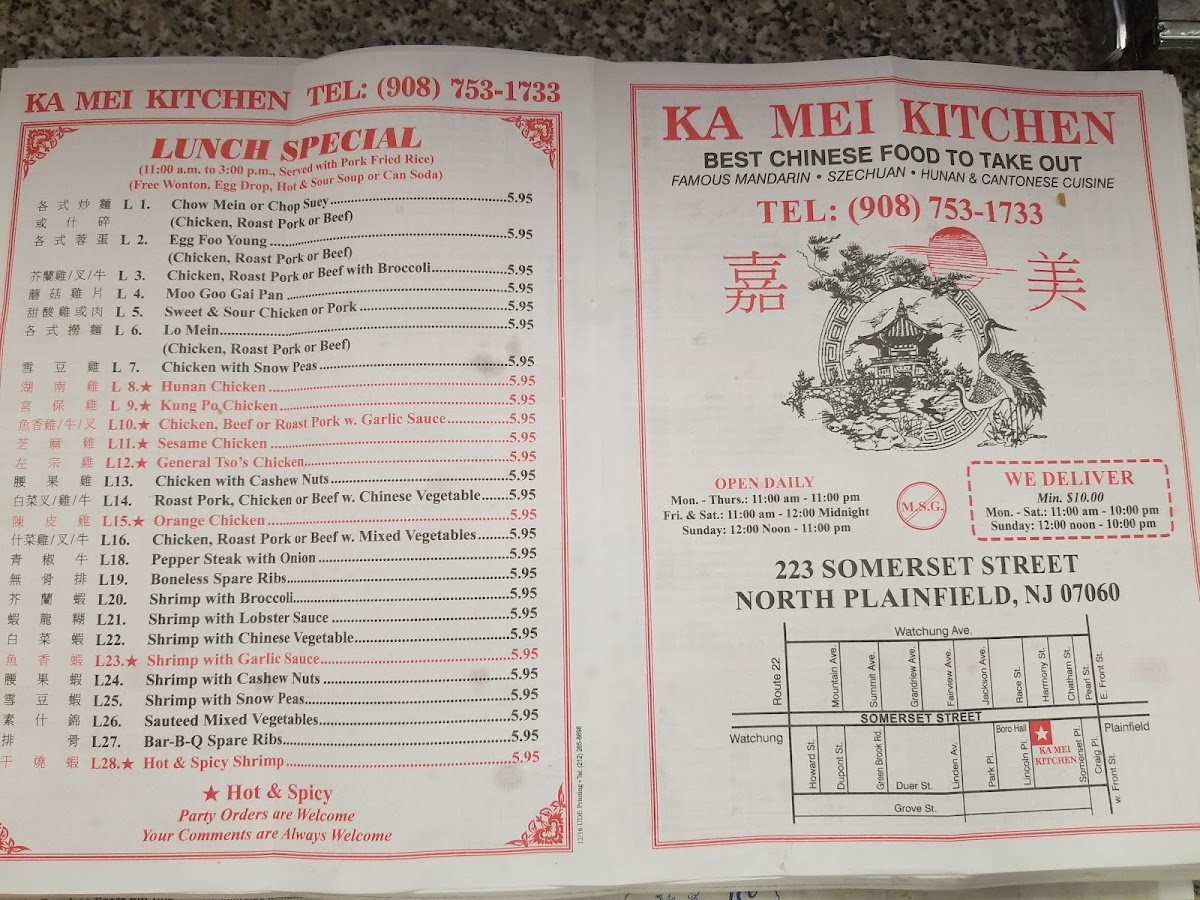 KA MEI KITCHEN TEL: (908) 753-1733
LUNCH SPECIAL
(11:00 a.m. to 3:00 p.m., Served with Pork Fried Rice)
(Free Wonton, Egg Drop, Hot & Sour Soup or Can Soda)
各式炒麵 L 1. Chow Mein or Chop Suey 5.95
或什碎 (Chicken, Roast Pork or Beef)
各式蓉蛋 L 2. Egg Foo Young 5.95
(Chicken, Roast Pork or Beef)
芥蘭雞/叉/牛 L 3. Chicken, Roast Pork or Beef with Broccoli 5.95
蘑菇雞片 L 4. Moo Goo Gai Pan 5.95
甜酸雞或肉 L 5. Sweet & Sour Chicken or Pork 5.95
各式撈麵 L 6. Lo Mein 5.95
(Chicken, Roast Pork or Beef)
雪豆雞 L 7. Chicken with Snow Peas 5.95
湖南雞 L 8.★ Hunan Chicken 5.95
宮保雞 L 9.★ Kung Po Chicken 5.95
魚香雞/牛/叉 L10.★ Chicken, Beef or Roast Pork w. Garlic Sauce 5.95
芝麻雞 L11.★ Sesame Chicken 5.95
左宗雞 L12.★ General Tso's Chicken 5.95
腰果雞 L13. Chicken with Cashew Nuts 5.95
白菜叉/雞/牛 L14. Roast Pork, Chicken or Beef w. Chinese Vegetable 5.95
陳皮雞 L15.★ Orange Chicken 5.95
什菜雞/叉/牛 L16. Chicken, Roast Pork or Beef w. Mixed Vegetables 5.95
青椒牛 L18. Pepper Steak with Onion 5.95
無骨排 L19. Boneless Spare Ribs 5.95
芥蘭蝦 L20. Shrimp with Broccoli 5.95
蝦龍糊 L21. Shrimp with Lobster Sauce 5.95
白菜蝦 L22. Shrimp with Chinese Vegetable 5.95
魚香蝦 L23.★ Shrimp with Garlic Sauce 5.95
腰果蝦 L24. Shrimp with Cashew Nuts 5.95
雪豆蝦 L25. Shrimp with Snow Peas 5.95
素什錦 L26. Sauteed Mixed Vegetables 5.95
排骨 L27. Bar-B-Q Spare Ribs 5.95
干燒蝦 L28.★ Hot & Spicy Shrimp 5.95
★ Hot & Spicy
Party Orders are Welcome
Your Comments are Always Welcome
12/16 UTDE Printing • Tel: (212) 285-8698
KA MEI KITCHEN
BEST CHINESE FOOD TO TAKE OUT
FAMOUS MANDARIN • SZECHUAN • HUNAN & CANTONESE CUISINE
TEL: (908) 753-1733
嘉 美
OPEN DAILY
Mon. - Thurs.: 11:00 am - 11:00 pm
Fri. & Sat.: 11:00 am - 12:00 Midnight
Sunday: 12:00 Noon - 11:00 pm
M.S.G.
WE DELIVER
Min. $10.00
Mon. - Sat.: 11:00 am - 10:00 pm
Sunday: 12:00 noon - 10:00 pm
223 SOMERSET STREET
NORTH PLAINFIELD, NJ 07060
Watchung Ave.
Route 22
Mountain Ave.
Summit Ave.
Grandview Ave.
Fairview Ave.
Jackson Ave.
Race St.
Harmony St.
Chatham St.
Pearl St.
E. Front St.
SOMERSET STREET
Watchung
Plainfield
Howard St.
Dupont St.
Green Brook Rd.
Duer St.
Linden Av.
Park Pl.
Boro Hall
Lincoln Pl.
★
KA MEI
KITCHEN
Somerset Pl.
Craig Pl.
w. Front St.
Grove St.